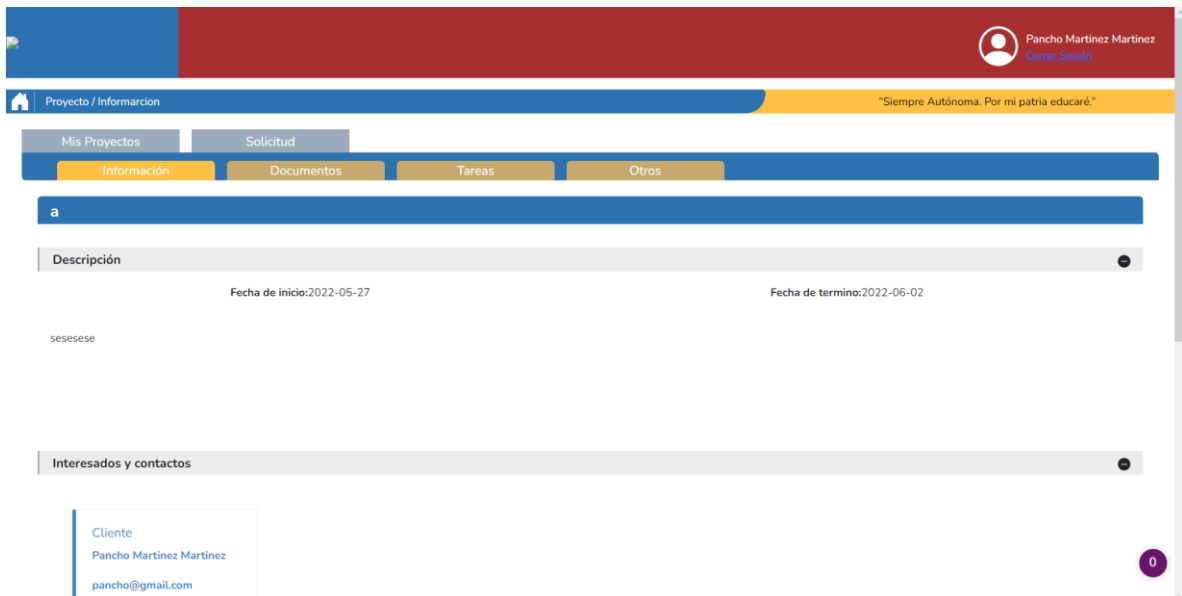 Pancho Martinez Martinez
Cerrar Sesión
Proyecto / Informarcion
"Siempre Autónoma. Por mi patria educaré."
Mis Proyectos
Solicitud
Información
Documentos
Tareas
Otros
a
Descripción
Fecha de inicio:2022-05-27
Fecha de termino:2022-06-02
sesesese
Interesados y contactos
Cliente
Pancho Martinez Martinez
pancho@gmail.com
0